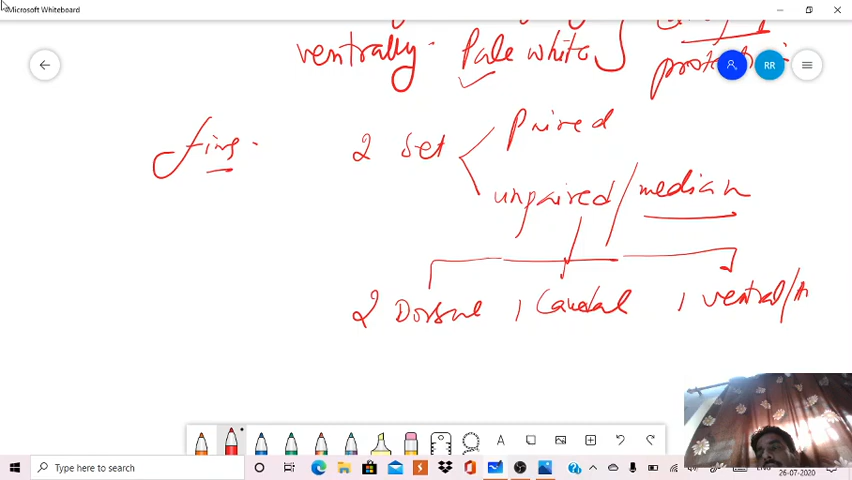 Microsoft Whiteboard
ventrally. Pale white
RR
fins. 2 set
Paired
unpaired / median
2 Dorsal 1 Caudal 1 ventral/
Type here to search
ENG
26-07-2020